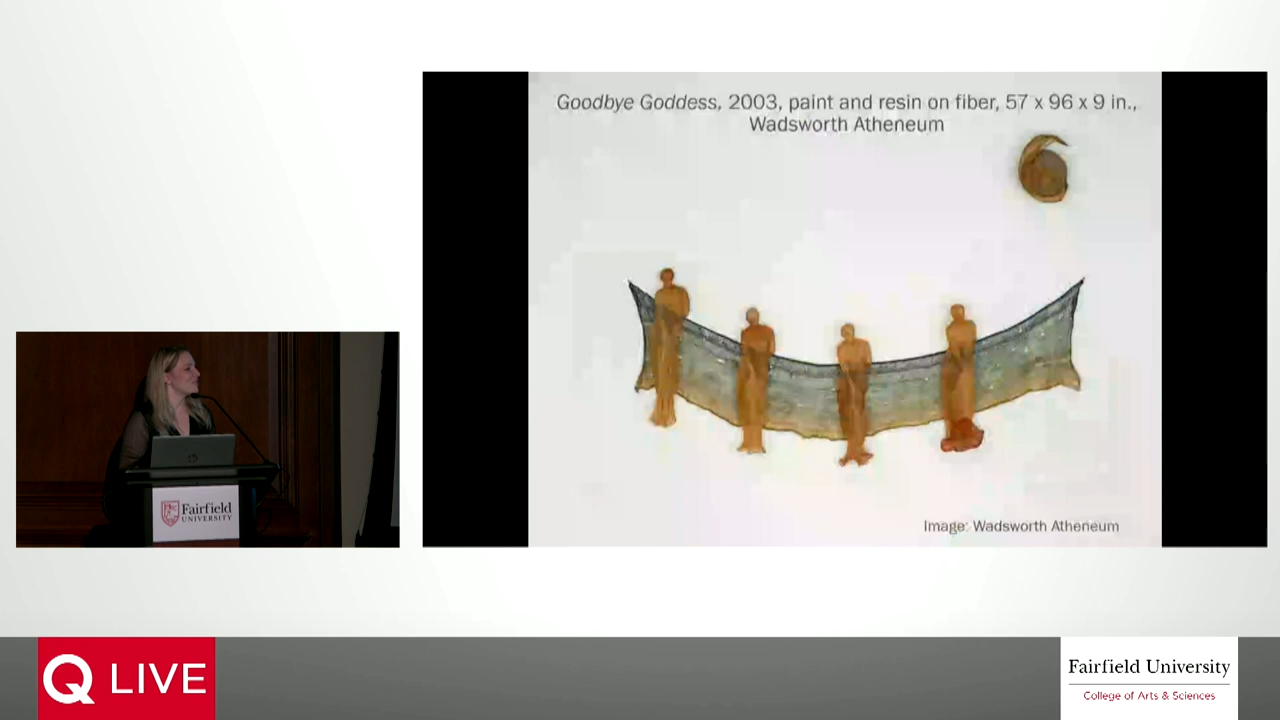 Goodbye Goddess, 2003, paint and resin on fiber, 57 x 96 x 9 in.,
Wadsworth Atheneum
Image: Wadsworth Atheneum
Fairfield
UNIVERSITY
Q LIVE
Fairfield University
College of Arts & Sciences